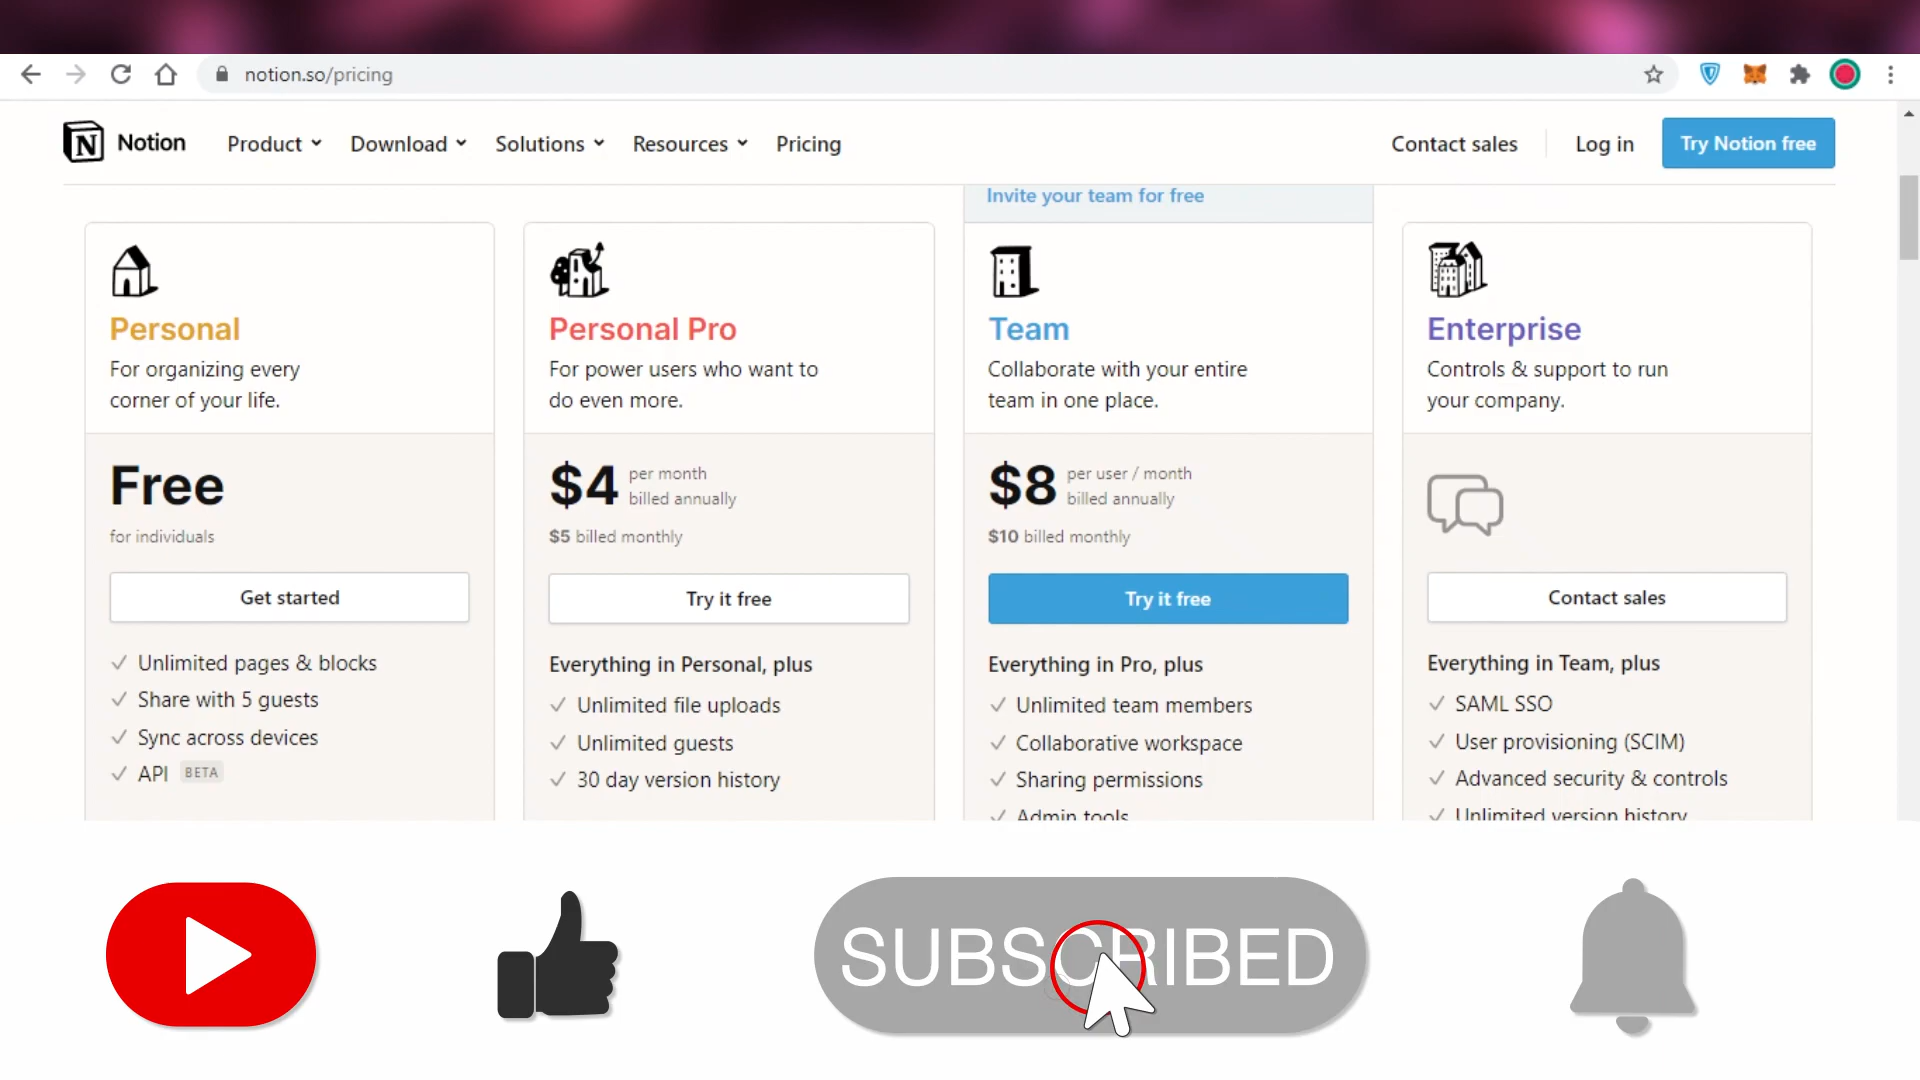 notion.so/pricing
Notion
Product
Download
Solutions
Resources
Pricing
Contact sales
Log in
Try Notion free
Invite your team for free
Personal
For organizing every
corner of your life.
Free
for individuals
Get started
Unlimited pages & blocks
Share with 5 guests
Sync across devices
API BETA
Personal Pro
For power users who want to
do even more.
$4 per month
billed annually
$5 billed monthly
Try it free
Everything in Personal, plus
Unlimited file uploads
Unlimited guests
30 day version history
Team
Collaborate with your entire
team in one place.
$8 per user / month
billed annually
$10 billed monthly
Try it free
Everything in Pro, plus
Unlimited team members
Collaborative workspace
Sharing permissions
Admin tools
Enterprise
Controls & support to run
your company.
Contact sales
Everything in Team, plus
SAML SSO
User provisioning (SCIM)
Advanced security & controls
Unlimited version history
SUBSCRIBED